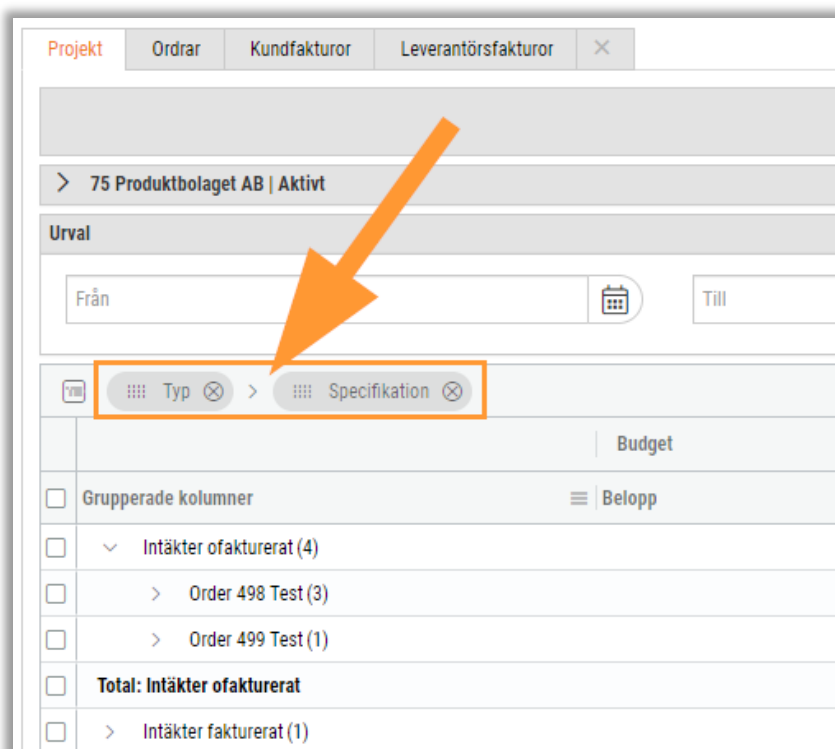 Projekt Ordrar Kundfakturor Leverantörsfakturor
75 Produktbolaget AB | Aktivt
Urval
Från Till
Typ > Specifikation
Budget
Grupperade kolumner Belopp
Intäkter ofakturerat (4)
Order 498 Test (3)
Order 499 Test (1)
Total: Intäkter ofakturerat
Intäkter fakturerat (1)